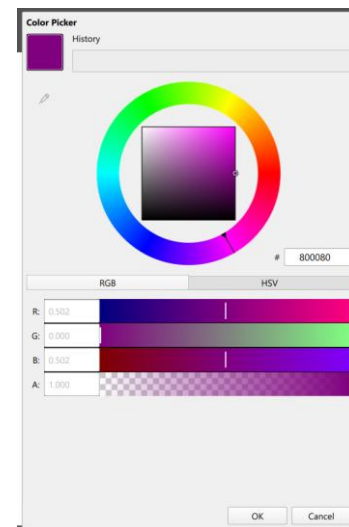 Color Picker
History
# 800080
RGB HSV
R: 0.502
G: 0.000
B: 0.502
A: 1.000
OK Cancel